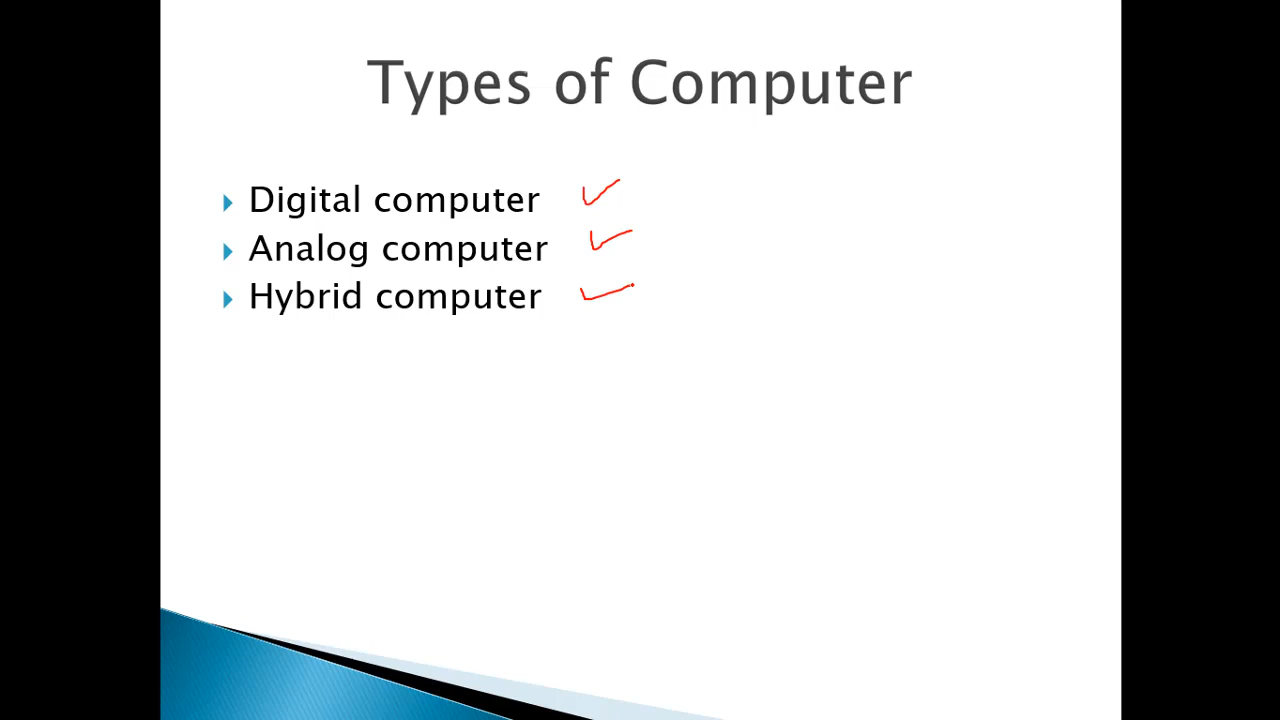 Types of Computer
Digital computer
Analog computer
Hybrid computer